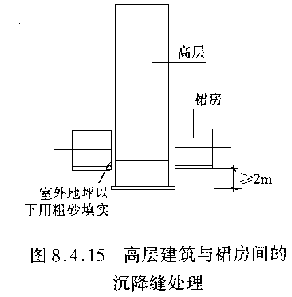 高层
裙房
≥2m
室外地坪以
下用粗砂填实
图 8.4.15 高层建筑与裙房间的
沉降缝处理